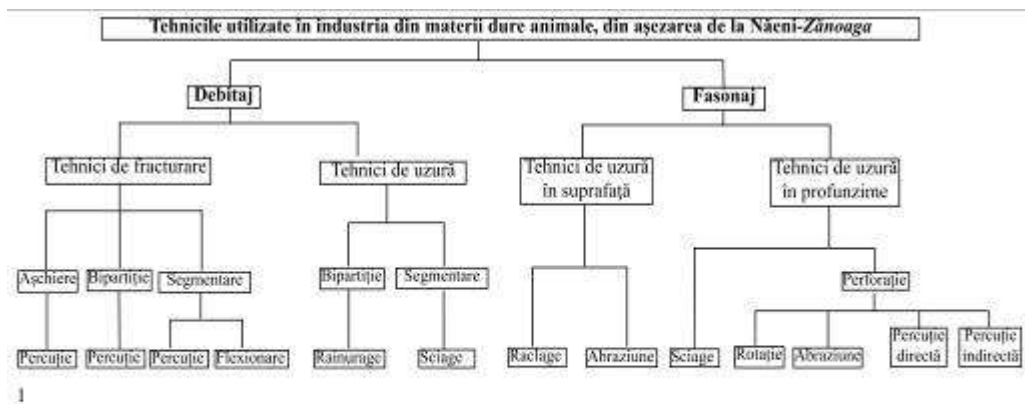 Tehnicile utilizate în industria din materii dure animale, din așezarea de la Năeni-Zănoaga
Debitaj
Fasonaj
Tehnici de fracturare
Tehnici de uzură
Tehnici de uzură
în suprafață
Tehnici de uzură
în profunzime
Așchiere
Bipartiție
Segmentare
Bipartiție
Segmentare
Perforație
Percuție
Percuție
Percuție
Flexionare
Rainurage
Sciage
Raclage
Abraziune
Sciage
Rotație
Abraziune
Percuție
directă
Percuție
indirectă
1